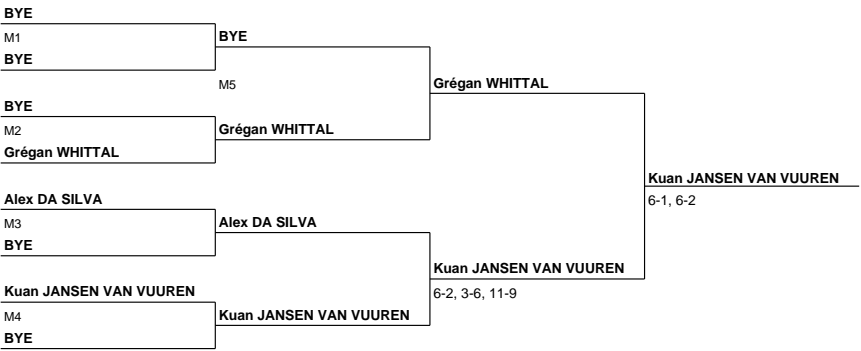 BYE
M1
BYE
BYE
M5
BYE
M2
Grégan WHITTAL
Grégan WHITTAL
Grégan WHITTAL
Alex DA SILVA
M3
BYE
Alex DA SILVA
Kuan JANSEN VAN VUUREN
M4
BYE
Kuan JANSEN VAN VUUREN
Kuan JANSEN VAN VUUREN
6-2, 3-6, 11-9
Kuan JANSEN VAN VUUREN
6-1, 6-2